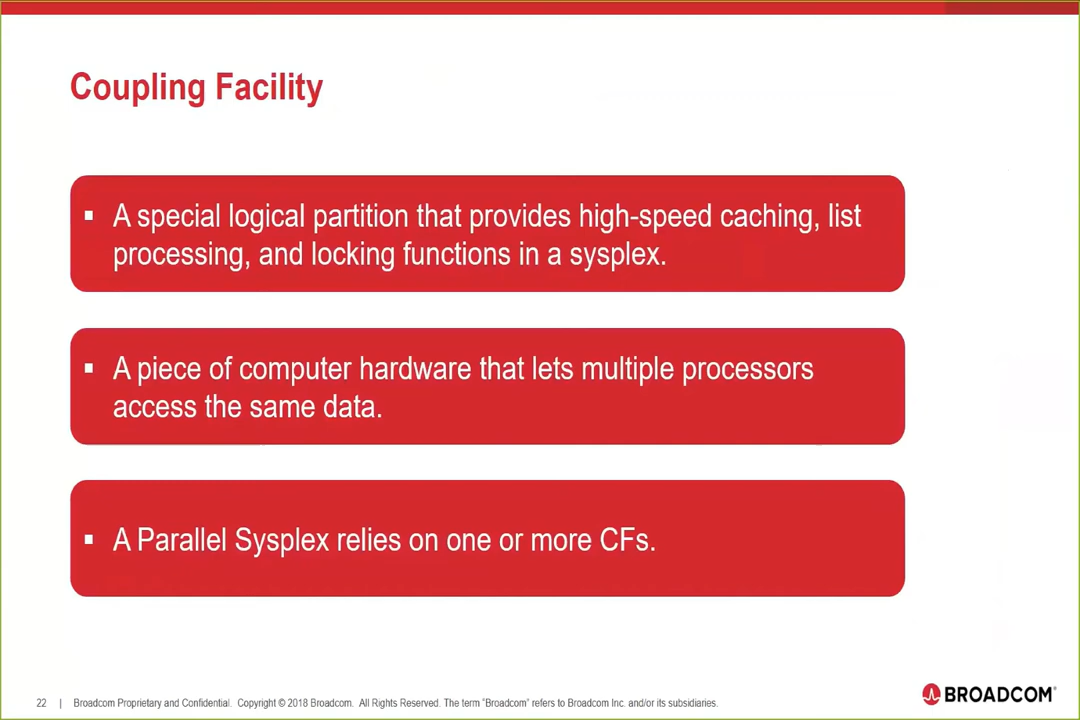 Coupling Facility
▪ A special logical partition that provides high-speed caching, list
processing, and locking functions in a sysplex.
▪ A piece of computer hardware that lets multiple processors
access the same data.
▪ A Parallel Sysplex relies on one or more CFs.
22 | Broadcom Proprietary and Confidential. Copyright © 2018 Broadcom. All Rights Reserved. The term “Broadcom” refers to Broadcom Inc. and/or its subsidiaries.
BROADCOM®